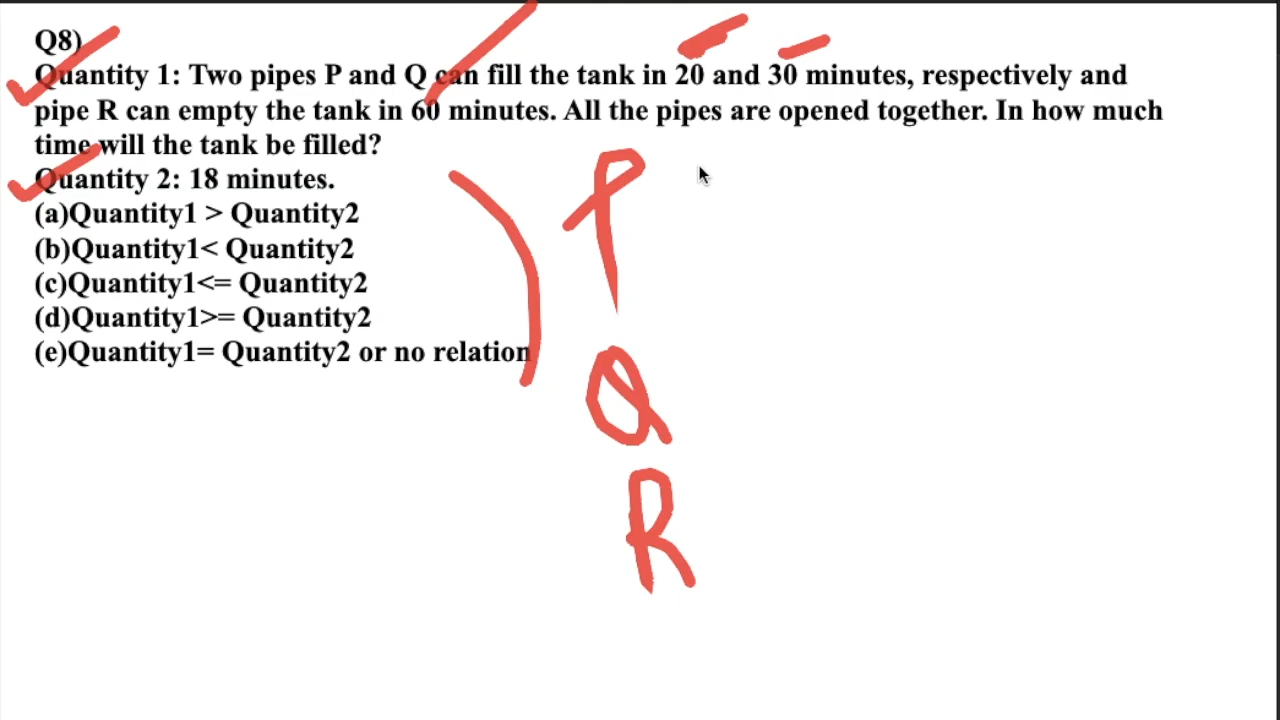 Q8)
Quantity 1: Two pipes P and Q can fill the tank in 20 and 30 minutes, respectively and
pipe R can empty the tank in 60 minutes. All the pipes are opened together. In how much
time will the tank be filled?
Quantity 2: 18 minutes.
(a)Quantity1 > Quantity2
(b)Quantity1< Quantity2
(c)Quantity1<= Quantity2
(d)Quantity1>= Quantity2
(e)Quantity1= Quantity2 or no relation
P
Q
R